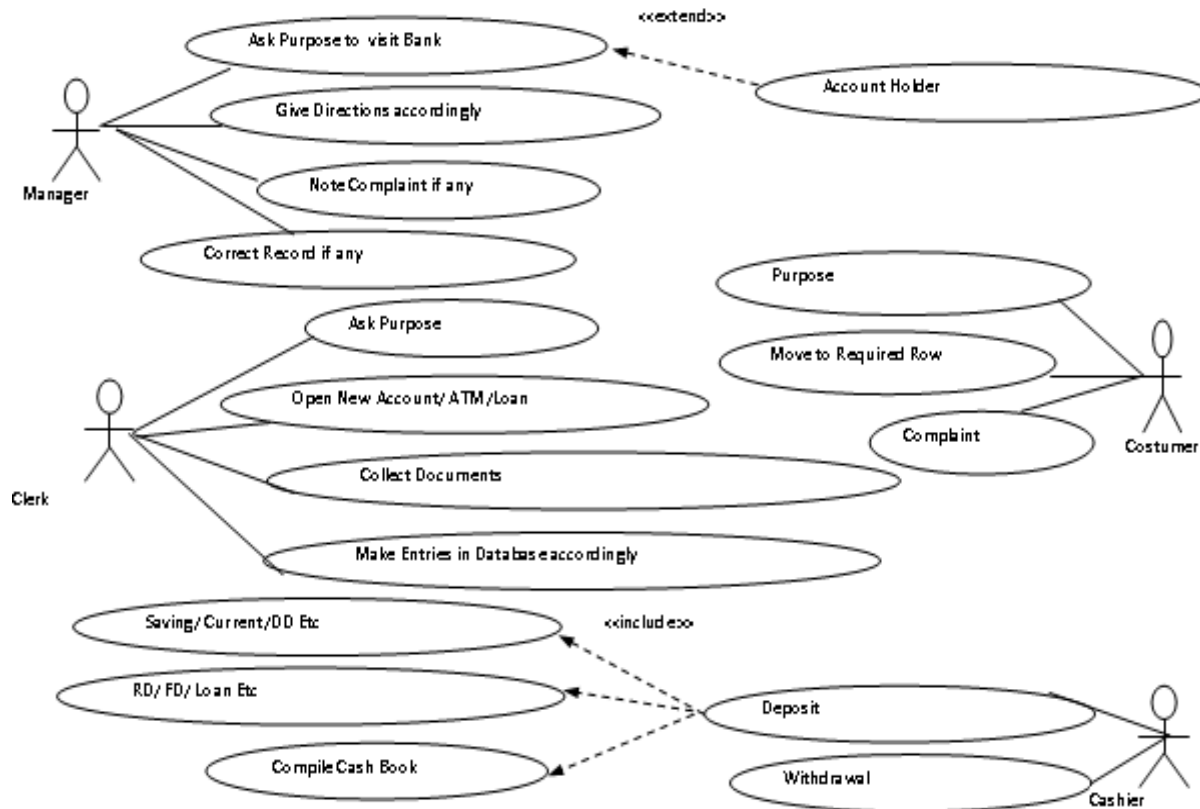 <<extend>>
Ask Purpose to visit Bank
Account Holder
Give Directions accordingly
Manager
Note Complaint if any
Correct Record if any
Purpose
Ask Purpose
Move to Required Row
Open New Account/ ATM/Loan
Complaint
Costumer
Clerk
Collect Documents
Make Entries in Database accordingly
Saving/ Current/DD Etc
<<include>>
RD/ FD/ Loan Etc
Deposit
Compile Cash Book
Withdrawal
Cashier